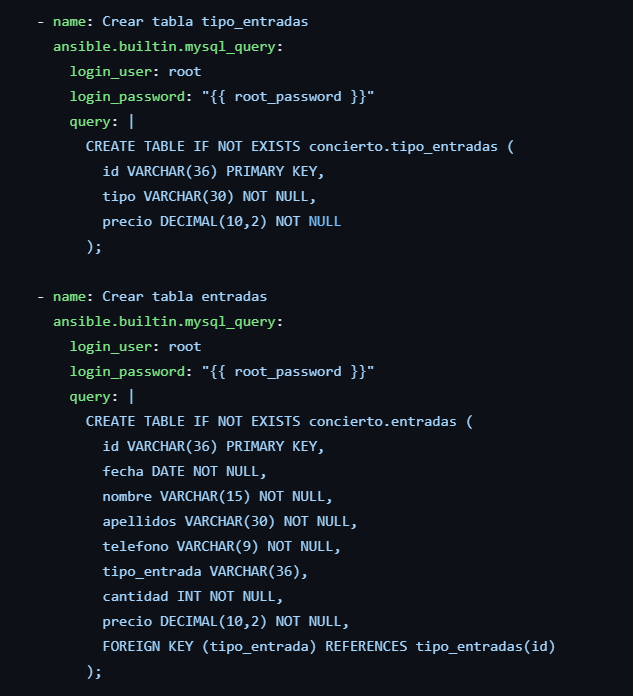 - name: Crear tabla tipo_entradas
  ansible.builtin.mysql_query:
    login_user: root
    login_password: "{{ root_password }}"
    query: |
      CREATE TABLE IF NOT EXISTS concierto.tipo_entradas (
        id VARCHAR(36) PRIMARY KEY,
        tipo VARCHAR(30) NOT NULL,
        precio DECIMAL(10,2) NOT NULL
      );

- name: Crear tabla entradas
  ansible.builtin.mysql_query:
    login_user: root
    login_password: "{{ root_password }}"
    query: |
      CREATE TABLE IF NOT EXISTS concierto.entradas (
        id VARCHAR(36) PRIMARY KEY,
        fecha DATE NOT NULL,
        nombre VARCHAR(15) NOT NULL,
        apellidos VARCHAR(30) NOT NULL,
        telefono VARCHAR(9) NOT NULL,
        tipo_entrada VARCHAR(36),
        cantidad INT NOT NULL,
        precio DECIMAL(10,2) NOT NULL,
        FOREIGN KEY (tipo_entrada) REFERENCES tipo_entradas(id)
      );